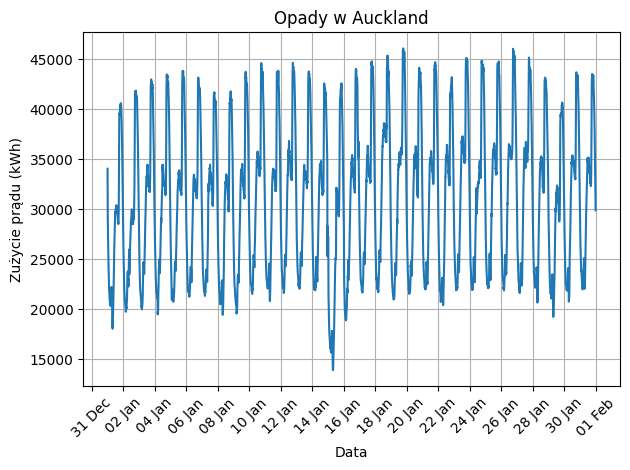 Opady w Auckland
Zużycie prądu (kWh)
45000
40000
35000
30000
25000
20000
15000
31 Dec
02 Jan
04 Jan
06 Jan
08 Jan
10 Jan
12 Jan
14 Jan
16 Jan
18 Jan
20 Jan
22 Jan
24 Jan
26 Jan
28 Jan
30 Jan
01 Feb
Data